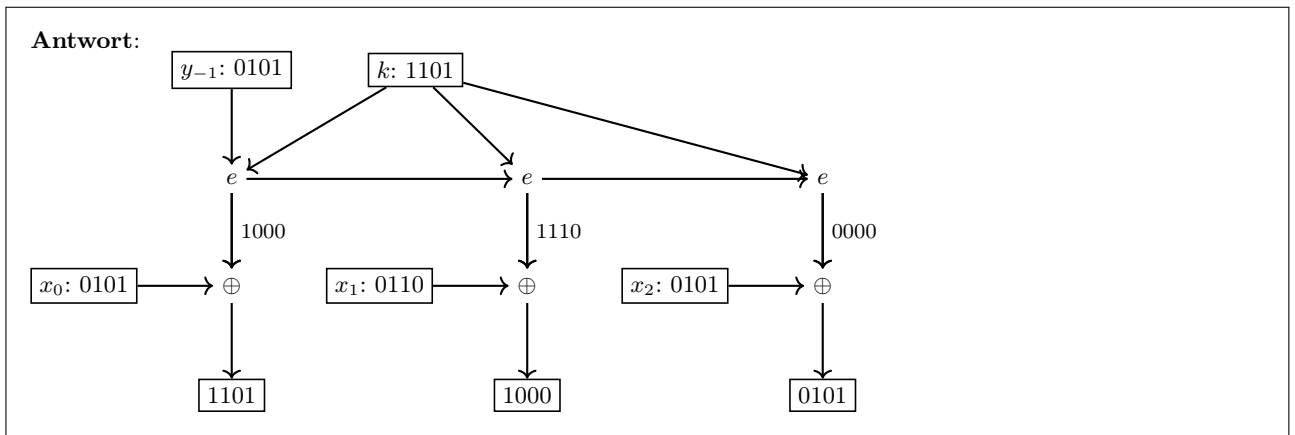 Antwort:
y₋₁: 0101
k: 1101
e e e
1000 1110 0000
x₀: 0101 ⊕ x₁: 0110 ⊕ x₂: 0101 ⊕
1101 1000 0101